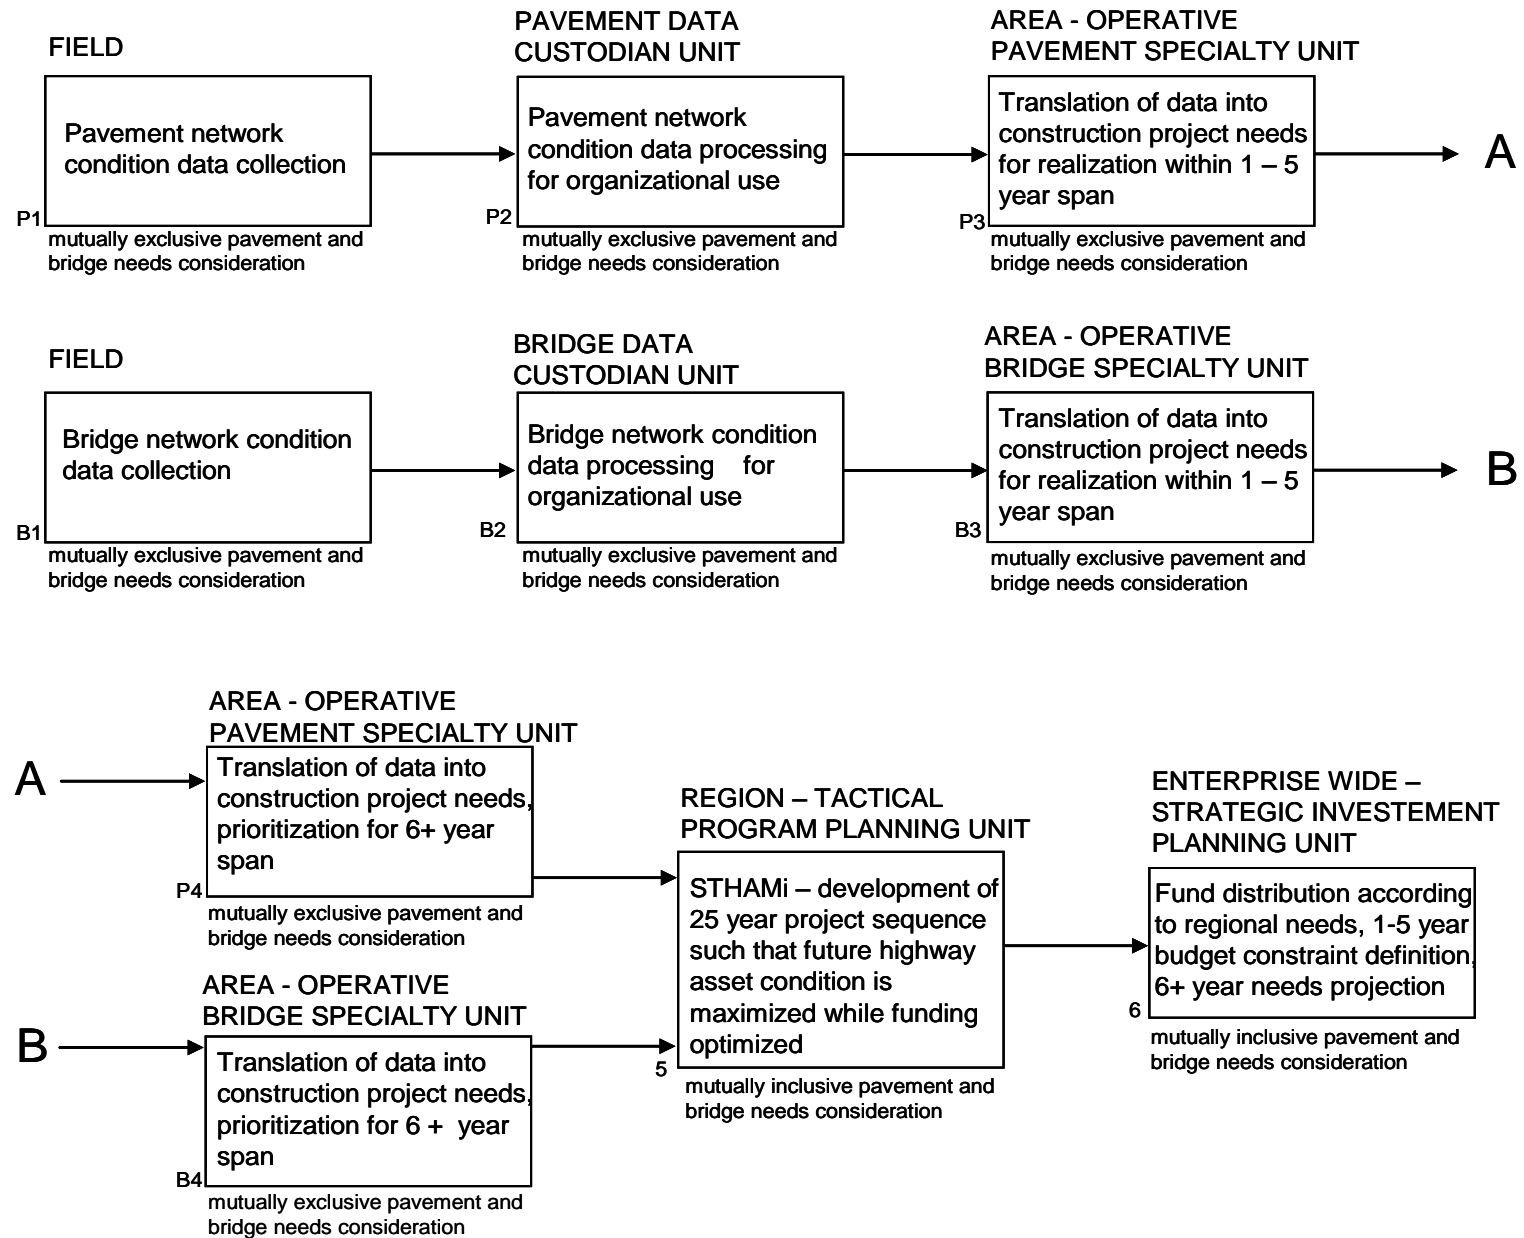 FIELD
Pavement network
condition data collection
P1
mutually exclusive pavement and
bridge needs consideration
PAVEMENT DATA
CUSTODIAN UNIT
Pavement network
condition data processing
for organizational use
P2
mutually exclusive pavement and
bridge needs consideration
AREA - OPERATIVE
PAVEMENT SPECIALTY UNIT
Translation of data into
construction project needs
for realization within 1 – 5
year span
P3
mutually exclusive pavement and
bridge needs consideration
A
FIELD
Bridge network condition
data collection
B1
mutually exclusive pavement and
bridge needs consideration
BRIDGE DATA
CUSTODIAN UNIT
Bridge network condition
data processing for
organizational use
B2
mutually exclusive pavement and
bridge needs consideration
AREA - OPERATIVE
BRIDGE SPECIALTY UNIT
Translation of data into
construction project needs
for realization within 1 – 5
year span
B3
mutually exclusive pavement and
bridge needs consideration
B
A
AREA - OPERATIVE
PAVEMENT SPECIALTY UNIT
Translation of data into
construction project needs,
prioritization for 6+ year
span
P4
mutually exclusive pavement and
bridge needs consideration
B
AREA - OPERATIVE
BRIDGE SPECIALTY UNIT
Translation of data into
construction project needs,
prioritization for 6 + year
span
B4
mutually exclusive pavement and
bridge needs consideration
REGION – TACTICAL
PROGRAM PLANNING UNIT
STHAMi – development of
25 year project sequence
such that future highway
asset condition is
maximized while funding
optimized
5
mutually inclusive pavement and
bridge needs consideration
ENTERPRISE WIDE –
STRATEGIC INVESTEMENT
PLANNING UNIT
Fund distribution according
to regional needs, 1-5 year
budget constraint definition,
6+ year needs projection
6
mutually inclusive pavement and
bridge needs consideration